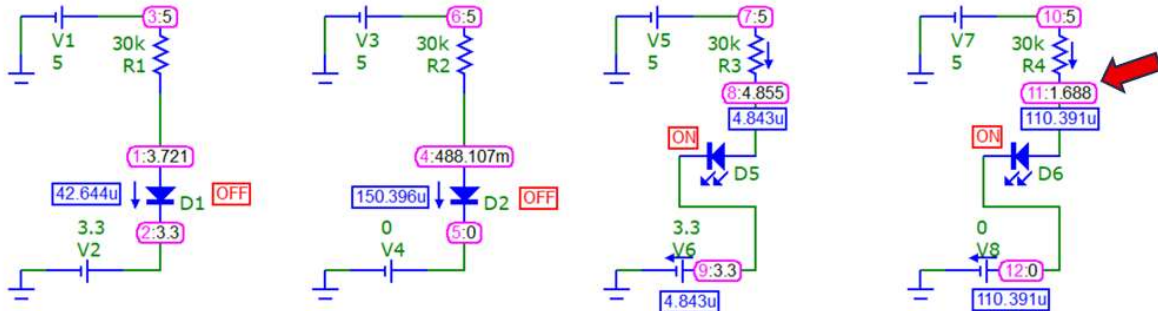 3:5
V1
5
30k
R1
1:3.721
42.644u
D1
OFF
2:3.3
3.3
V2
6:5
V3
5
30k
R2
4:488.107m
150.396u
D2
OFF
5:0
0
V4
7:5
V5
5
30k
R3
8:4.855
4.843u
ON
D5
3.3
V6
9:3.3
4.843u
10:5
V7
5
30k
R4
11:1.688
110.391u
ON
D6
0
V8
12:0
110.391u